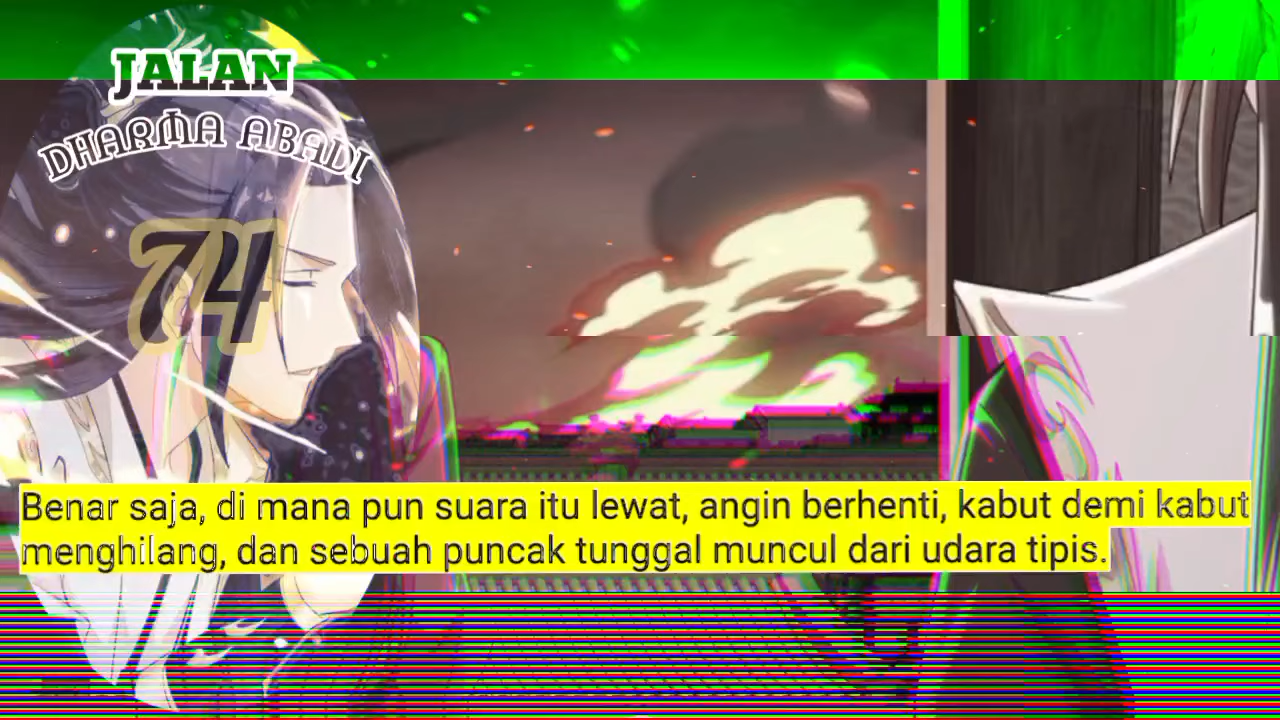 JALAN
DHARMA ABADI
74
Benar saja, di mana pun suara itu lewat, angin berhenti, kabut demi kabut
menghilang, dan sebuah puncak tunggal muncul dari udara tipis.